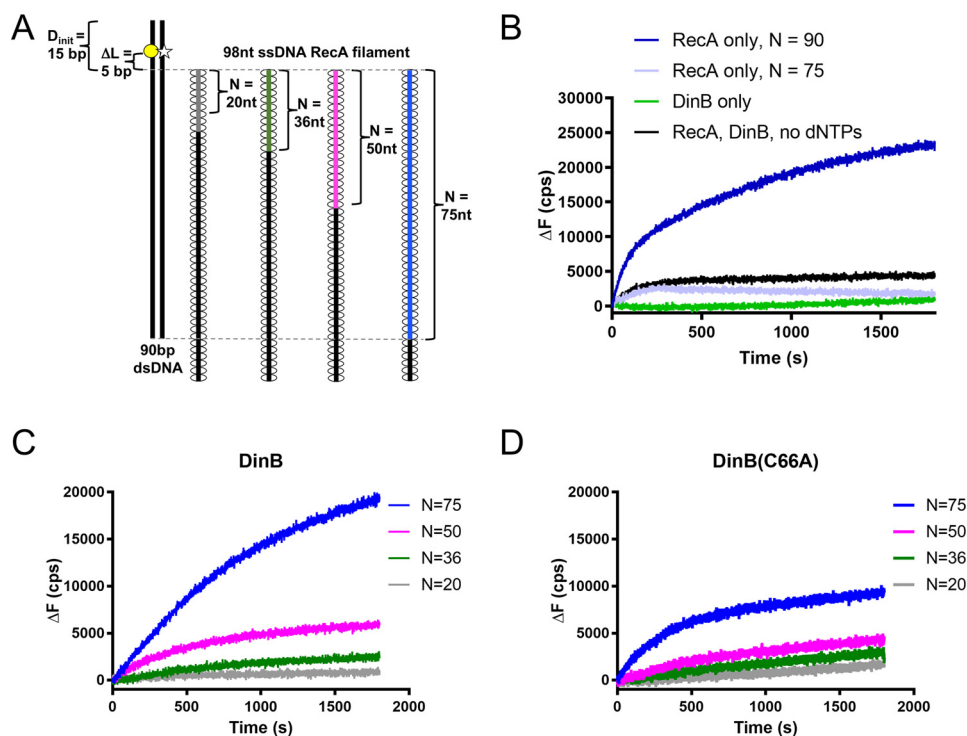 A
D_init =
15 bp
ΔL =
5 bp
98nt ssDNA RecA filament
N =
20nt
N =
36nt
N =
50nt
N =
75nt
90bp
dsDNA
B
RecA only, N = 90
RecA only, N = 75
DinB only
RecA, DinB, no dNTPs
30000
25000
20000
15000
10000
5000
0
ΔF (cps)
0
500
1000
1500
Time (s)
C
DinB
20000
15000
10000
5000
0
ΔF (cps)
N=75
N=50
N=36
N=20
0
500
1000
1500
2000
Time (s)
D
DinB(C66A)
20000
15000
10000
5000
0
ΔF (cps)
N=75
N=50
N=36
N=20
0
500
1000
1500
2000
Time (s)